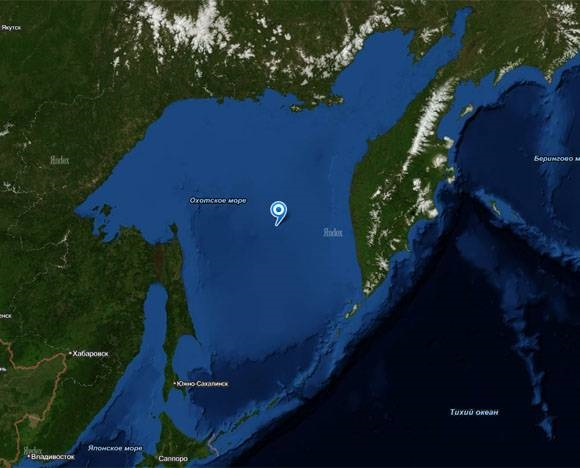 Якутск
Yandex
Берингово м
Охотское море
Yandex
Хабаровск
Южно-Сахалинск
Тихий океан
Японское море
Yandex
Владивосток
Саппоро